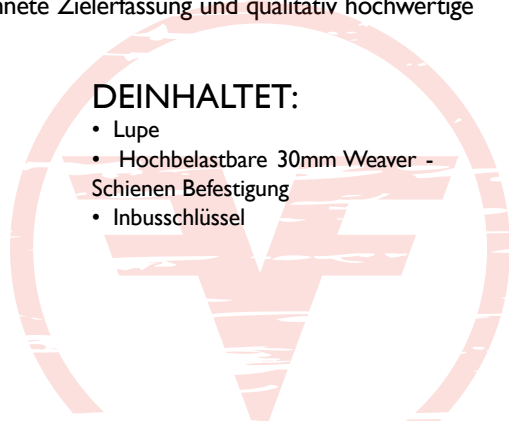 nete Zielerfassung und qualitativ hochwertige
DEINHALTET:
• Lupe
• Hochbelastbare 30mm Weaver -
Schienen Befestigung
• Inbusschlüssel